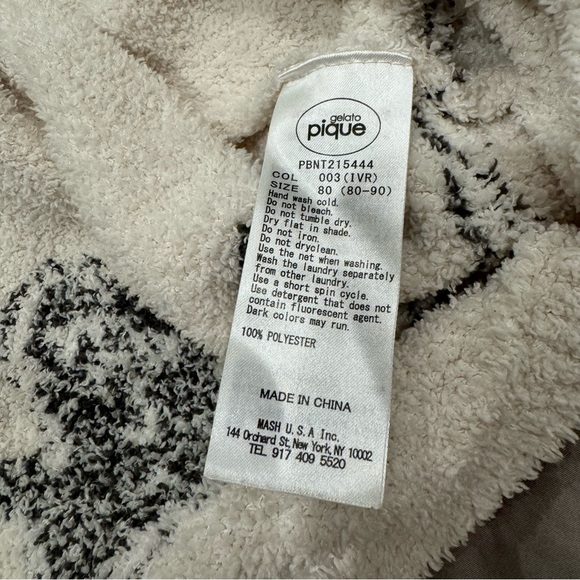 gelato
pique
PBNT215444
COL 003(IVR)
SIZE 80 (80-90)
Hand wash cold.
Do not bleach.
Do not tumble dry.
Dry flat in shade.
Do not iron.
Do not dryclean.
Use the net when washing.
Wash the laundry separately
from other laundry.
Use a short spin cycle.
Use detergent that does not
contain fluorescent agent.
Dark colors may run.
100% POLYESTER
MADE IN CHINA
MASH U.S.A Inc.
144 Orchard St, New York, NY 10002
TEL 917 409 5520